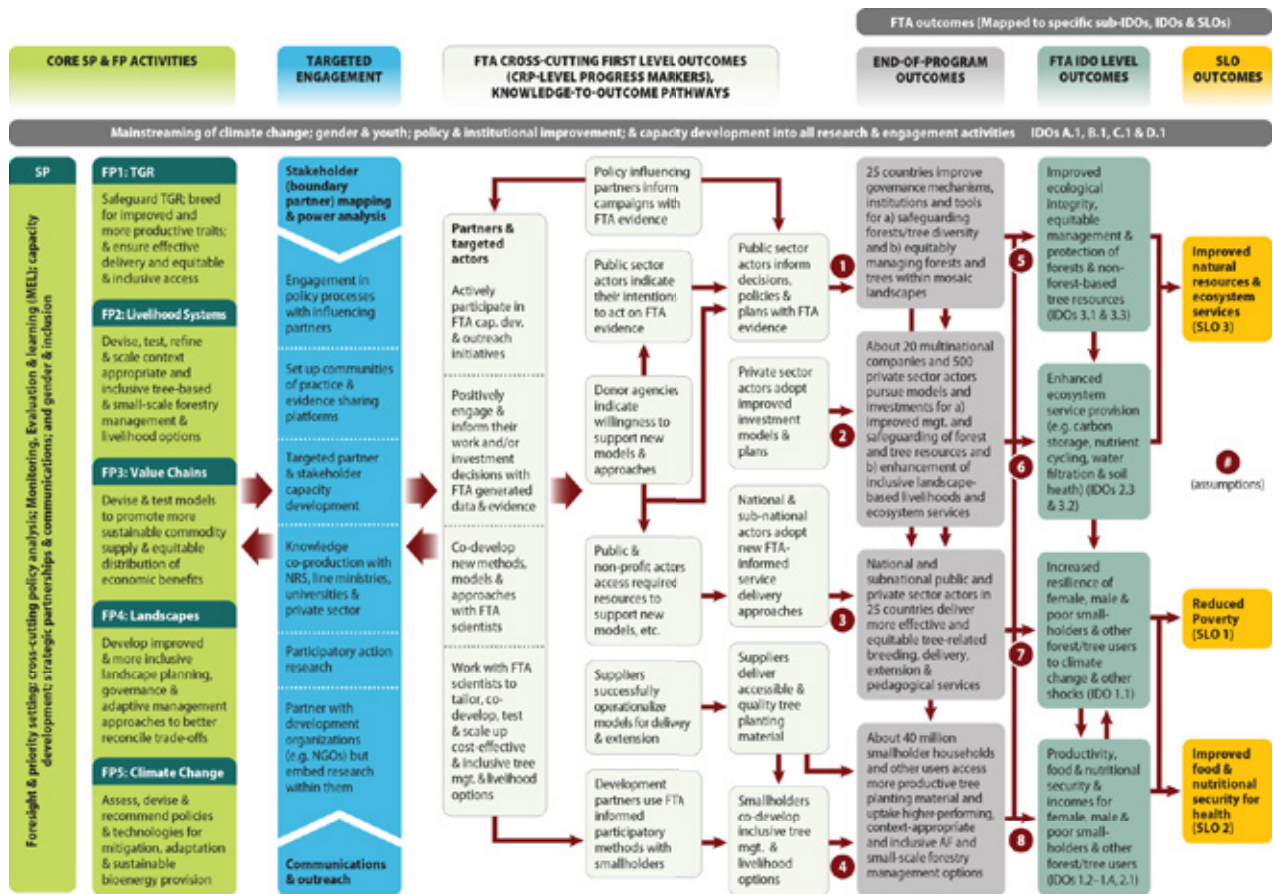 FTA outcomes (Mapped to specific sub-IDOs, IDOs & SLOs)
CORE SP & FP ACTIVITIES
TARGETED
ENGAGEMENT
FTA CROSS-CUTTING FIRST LEVEL OUTCOMES
(CRP-LEVEL PROGRESS MARKERS),
KNOWLEDGE-TO-OUTCOME PATHWAYS
END-OF-PROGRAM
OUTCOMES
FTA IDO LEVEL
OUTCOMES
SLO
OUTCOMES
Mainstreaming of climate change; gender & youth; policy & institutional improvement; & capacity development into all research & engagement activities IDOs A.1, B.1, C.1 & D.1
SP
Foresight & priority setting; cross-cutting policy analysis; Monitoring, Evaluation & learning (MEL); capacity
development; strategic partnerships & communications; and gender & inclusion
FP1: TGR
Safeguard TGR; breed
for improved and
more productive traits;
& ensure effective
delivery and equitable
& inclusive access
FP2: Livelihood Systems
Devise, test, refine
& scale context
appropriate and
inclusive tree-based
& small-scale forestry
management &
livelihood options
FP3: Value Chains
Devise & test models
to promote more
sustainable commodity
supply & equitable
distribution of
economic benefits
FP4: Landscapes
Develop improved
& more inclusive
landscape planning,
governance &
adaptive management
approaches to better
reconcile trade-offs
FP5: Climate Change
Assess, devise &
recommend policies
& technologies for
mitigation, adaptation
& sustainable
bioenergy provision
Stakeholder
(boundary
partner) mapping
& power analysis
Engagement in
policy processes
with influencing
partners
Set up communities
of practice &
evidence sharing
platforms
Targeted partner
& stakeholder
capacity
development
Knowledge
co-production with
NRS, line ministries,
universities &
private sector
Participatory action
research
Partner with
development
organizations
(e.g. NGOs) but
embed research
within them
Communications
& outreach
Partners &
targeted
actors
Actively
participate in
FTA cap. dev.
& outreach
initiatives
Positively
engage &
inform their
work and/or
investment
decisions with
FTA generated
data & evidence
Co-develop
new methods,
models &
approaches
with FTA
scientists
Work with FTA
scientists to
tailor, co-
develop, test
& scale up
cost-effective
& inclusive tree
mgt. & livelihood
options
Policy influencing
partners inform
campaigns with
FTA evidence
Public sector
actors indicate
their intentions
to act on FTA
evidence
Donor agencies
indicate
willingness to
support new
models &
approaches
Public &
non-profit actors
access required
resources to
support new
models, etc.
Suppliers
successfully
operationalize
models for delivery
& extension
Development
partners use FTA
informed
participatory
methods with
smallholders
Public sector
actors inform
decisions,
policies &
plans with FTA
evidence
Private sector
actors adopt
improved
investment
models &
plans
National &
sub-national
actors adopt
new FTA-
informed
service
delivery
approaches
Suppliers
deliver
accessible &
quality tree
planting
material
Smallholders
co-develop
inclusive tree
mgt. &
livelihood
options
1
2
3
4
25 countries improve
governance mechanisms,
institutions and tools
for a) safeguarding
forests/tree diversity
and b) equitably
managing forests and
trees within mosaic
landscapes
About 20 multinational
companies and 500
private sector actors
pursue models and
investments for a)
improved mgt. and
safeguarding of forest
and tree resources and
b) enhancement of
inclusive landscape-
based livelihoods and
ecosystem services
National and
subnational public and
private sector actors in
25 countries deliver
more effective and
equitable tree-related
breeding, delivery,
extension &
pedagogical services
About 40 million
smallholder households
and other users access
more productive tree
planting material and
uptake higher-performing,
context-appropriate
and inclusive AF and
small-scale forestry
management options
5
6
7
8
Improved
ecological
integrity,
equitable
management &
protection of
forests & non-
forest-based
tree resources
(IDOs 3.1 & 3.3)
Enhanced
ecosystem
service provision
(e.g. carbon
storage, nutrient
cycling, water
filtration & soil
heath) (IDOs 2.3
& 3.2)
Increased
resilience of
female, male &
poor small-
holders & other
forest/tree users
to climate
change & other
shocks (IDO 1.1)
Productivity,
food & nutritional
security &
incomes for
female, male &
poor small-
holders & other
forest/tree users
(IDOs 1.2–1.4, 2.1)
Improved
natural
resources &
ecosystem
services
(SLO 3)
#
(assumptions)
Reduced
Poverty
(SLO 1)
Improved
food &
nutritional
security for
health
(SLO 2)